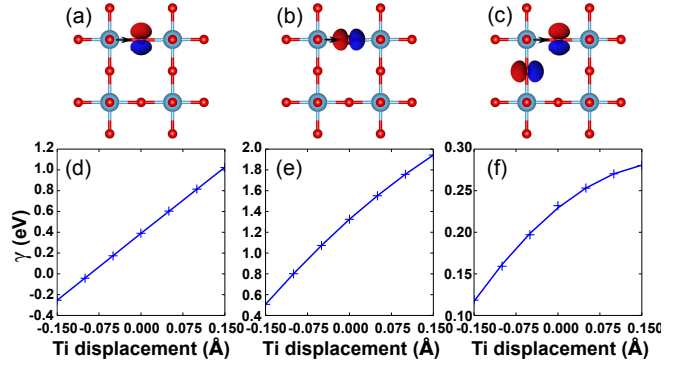 (a) (b) (c)
(d) (e) (f)
γ (eV)
1.2 2.0 0.30
1.0 1.8
0.8 1.6 0.25
0.6 1.4
0.4 1.2 0.20
0.2 1.0
0.0 0.8 0.15
-0.2 0.6
-0.4 0.4 0.10
-0.150 -0.075 0.000 0.075 0.150 -0.150 -0.075 0.000 0.075 0.150 -0.150 -0.075 0.000 0.075 0.150
Ti displacement (Å) Ti displacement (Å) Ti displacement (Å)